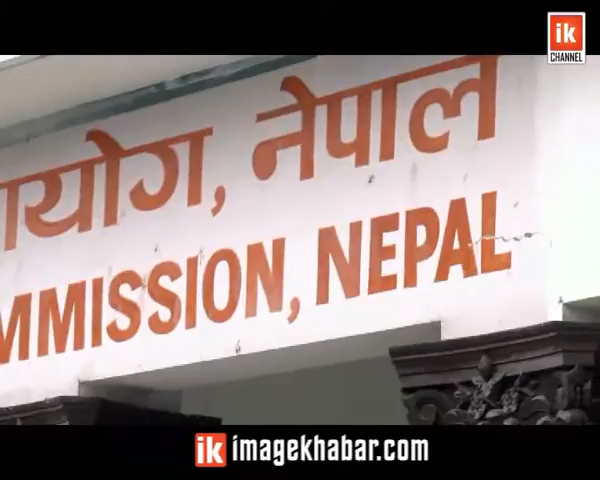 ik
CHANNEL
योग, नेपाल
MMISSION, NEPAL
ik imagekhabar.com